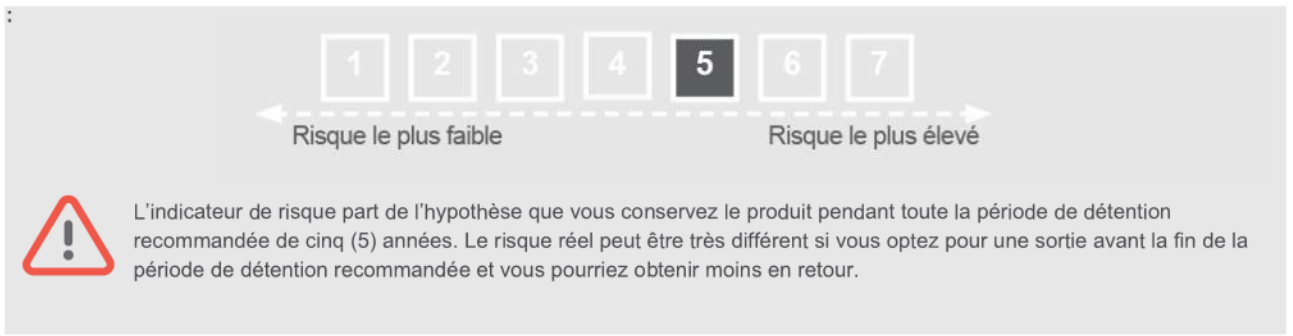 :
1 2 3 4 5 6 7
Risque le plus faible Risque le plus élevé
L'indicateur de risque part de l'hypothèse que vous conservez le produit pendant toute la période de détention
recommandée de cinq (5) années. Le risque réel peut être très différent si vous optez pour une sortie avant la fin de la
période de détention recommandée et vous pourriez obtenir moins en retour.